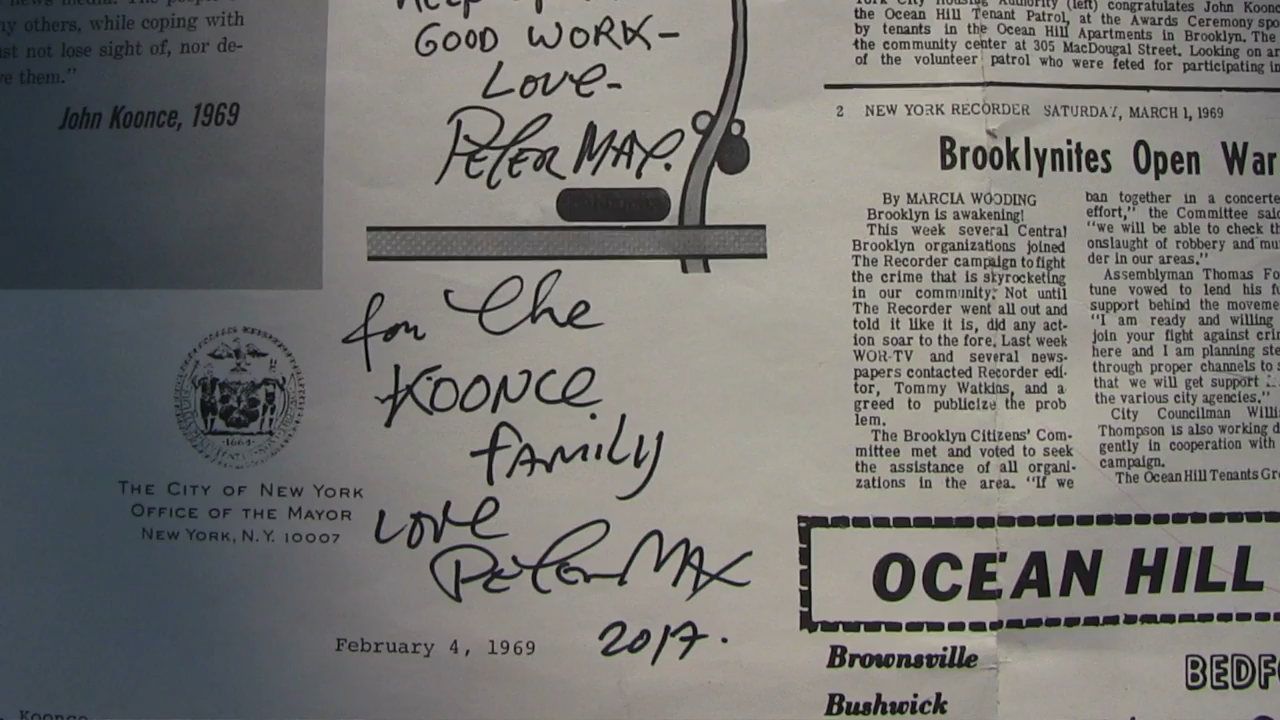 ny others, while coping with
st not lose sight of, nor de-
ve them."
John Koonce, 1969
GOOD WORK-
LOVE-
PETER MAX.
for The
KOONCE
FAMILY
LOVE
PETER MAX
2017.
1664
THE CITY OF NEW YORK
OFFICE OF THE MAYOR
NEW YORK, N.Y. 10007
February 4, 1969
Koonce
York City Housing Authority (left) congratulates John Koonc
the Ocean Hill Tenant Patrol, at the Awards Ceremony spo
by tenants in the Ocean Hill Apartments in Brooklyn. The
the community center at 305 MacDougal Street. Looking on ar
of the volunteer patrol who were feted for participating in
2 NEW YORK RECORDER SATURDAY, MARCH 1, 1969
Brooklynites Open War
By MARCIA WOODING
Brooklyn is awakening!
This week several Central
Brooklyn organizations joined
The Recorder campaign to fight
the crime that is skyrocketing
in our community. Not until
The Recorder went all out and
told it like it is, did any act-
ion soar to the fore. Last week
WOR-TV and several news-
papers contacted Recorder edi-
tor, Tommy Watkins, and a
greed to publicize the prob
lem.
The Brooklyn Citizens' Com-
mittee met and voted to seek
the assistance of all organi-
zations in the area. "If we
ban together in a concerte
effort," the Committee said
"we will be able to check th
onslaught of robbery and mu
der in our areas."
Assemblyman Thomas Fo
tune vowed to lend his fu
support behind the moveme
"I am ready and willing
join your fight against crin
here and I am planning ste
through proper channels to s
that we will get support
the various city agencies."
City Councilman Willi
Thompson is also working d
gently in cooperation with
campaign.
The Ocean Hill Tenants Gr
OCEAN HILL
Brownsville
BEDF
Bushwick